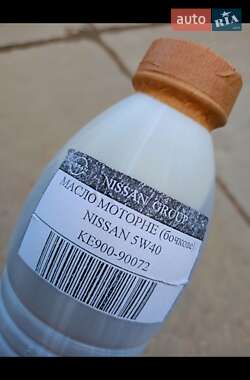 auto RIA
NISSAN GROUP
МАСЛО МОТОРНЕ (бочкове)
NISSAN 5W40
KE900-90072